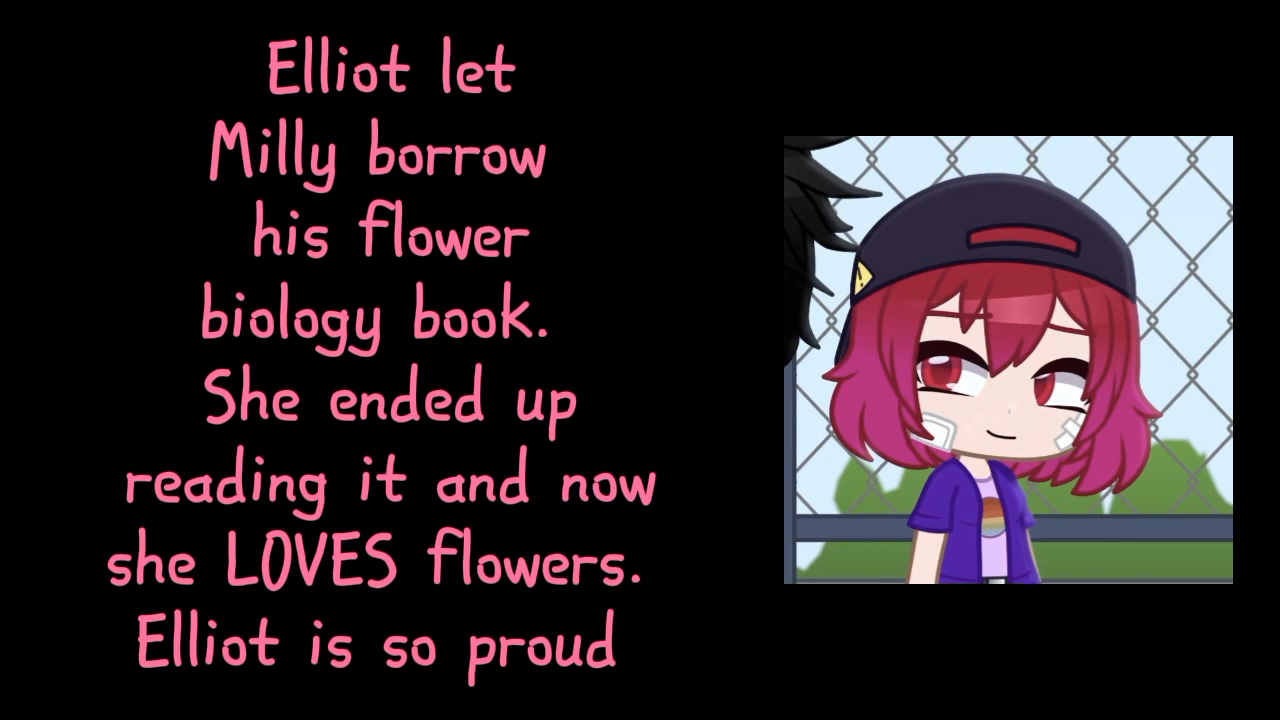 Elliot let
Milly borrow
his flower
biology book.
She ended up
reading it and now
she LOVES flowers.
Elliot is so proud